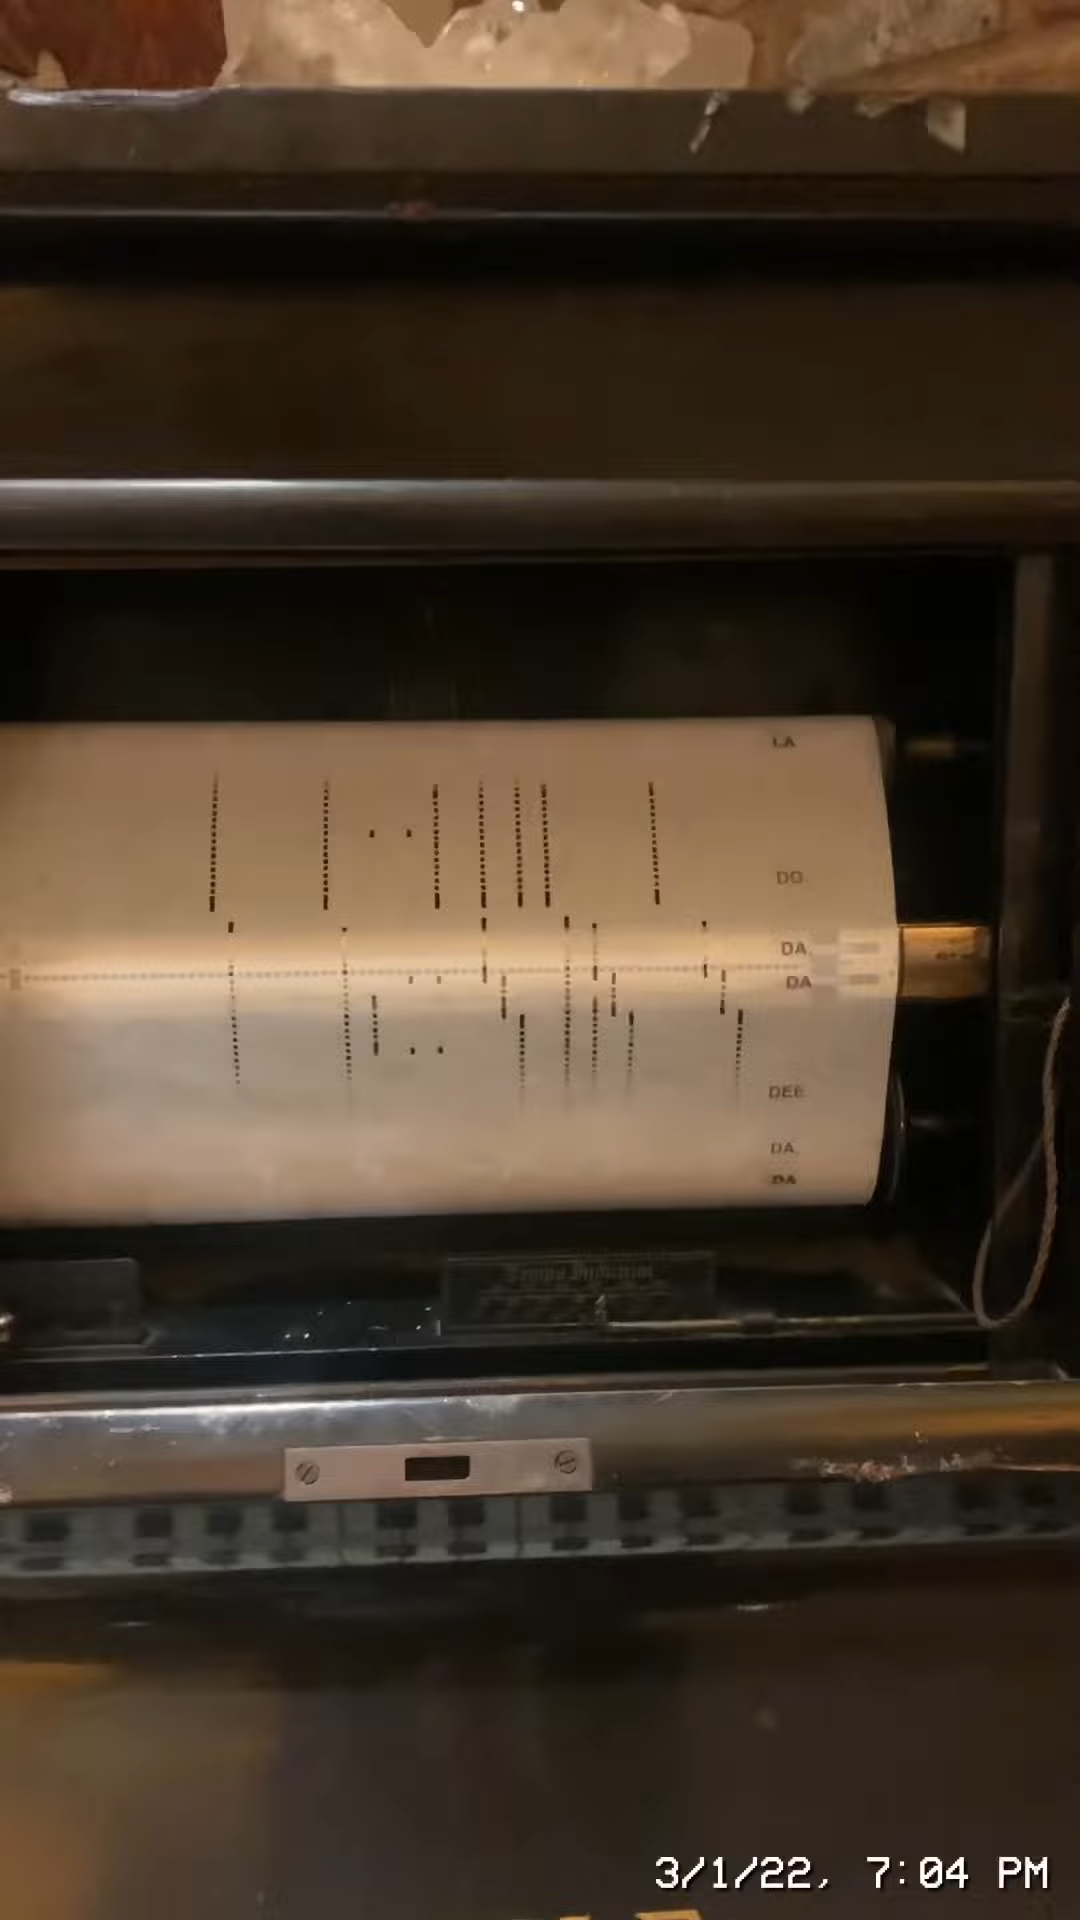 LA
DO.
DA.
DA
DEE
DA.
DA
3/1/22, 7:04 PM